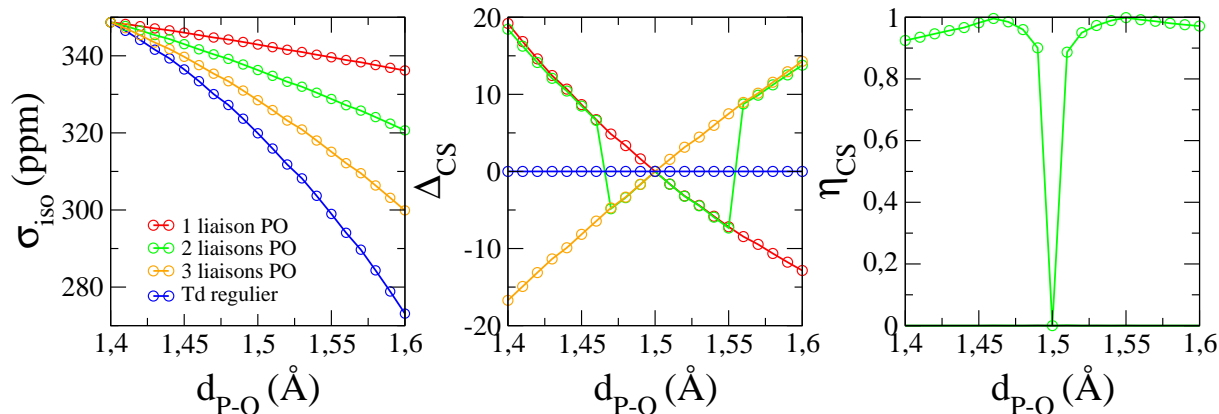 340
320
300
280
σiso (ppm)
1 liaison PO
2 liaisons PO
3 liaisons PO
Td regulier
1,4 1,45 1,5 1,55 1,6
dP-O (Å)
20
10
0
-10
-20
ΔCS
1,4 1,45 1,5 1,55 1,6
dP-O (Å)
1
0,8
0,6
0,4
0,2
0
ηCS
1,4 1,45 1,5 1,55 1,6
dP-O (Å)